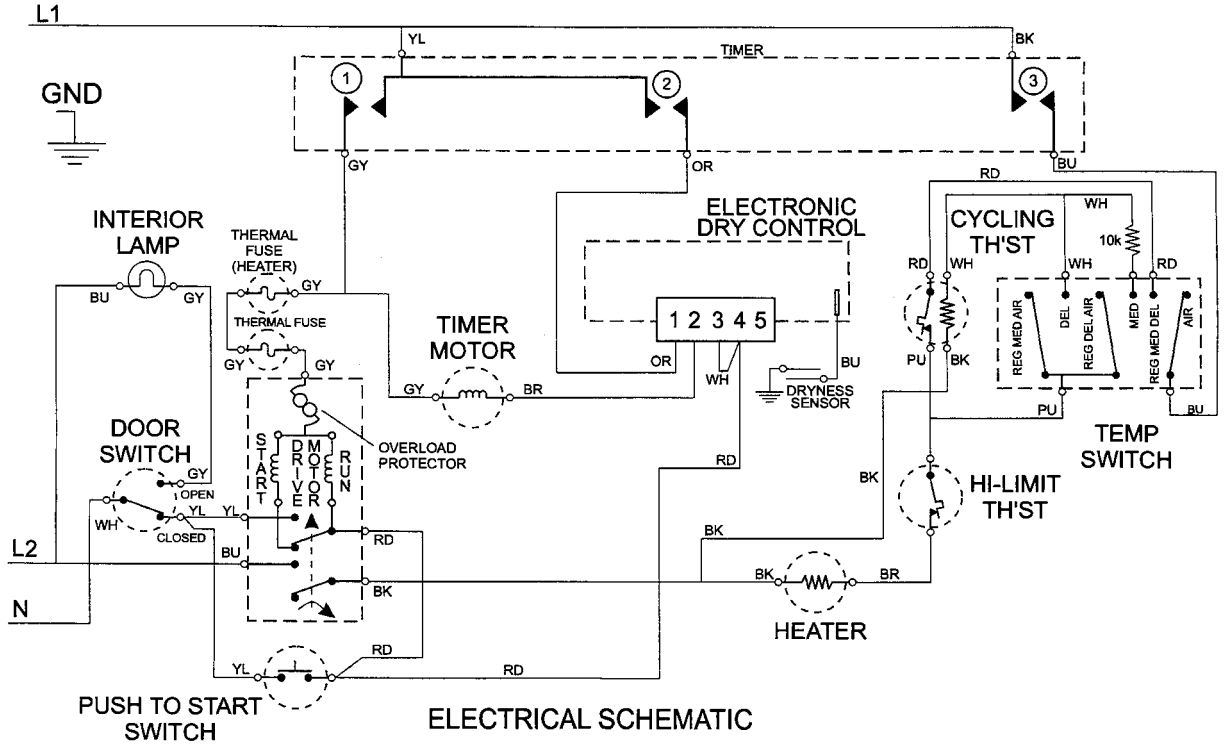 L1
YL
BK
TIMER
1
2
3
GND
GY
OR
BU
RD
WH
INTERIOR
LAMP
THERMAL
FUSE
(HEATER)
ELECTRONIC
DRY CONTROL
CYCLING
TH'ST
10k
BU
GY
GY
RD
WH
WH
RD
THERMAL FUSE
GY
GY
TIMER
MOTOR
1 2 3 4 5
OR
WH
BU
DRYNESS
SENSOR
PU
BK
REG MED AIR
DEL
REG DEL AIR
MED
REG MED DEL
AIR
GY
BR
PU
BU
TEMP
SWITCH
DOOR
SWITCH
OVERLOAD
PROTECTOR
START
DRIVE
MOTOR
RUN
RD
BK
HI-LIMIT
TH'ST
GY
OPEN
WH
YL
YL
CLOSED
RD
BK
L2
BU
BK
BK
BR
N
HEATER
RD
YL
RD
PUSH TO START
SWITCH
ELECTRICAL SCHEMATIC